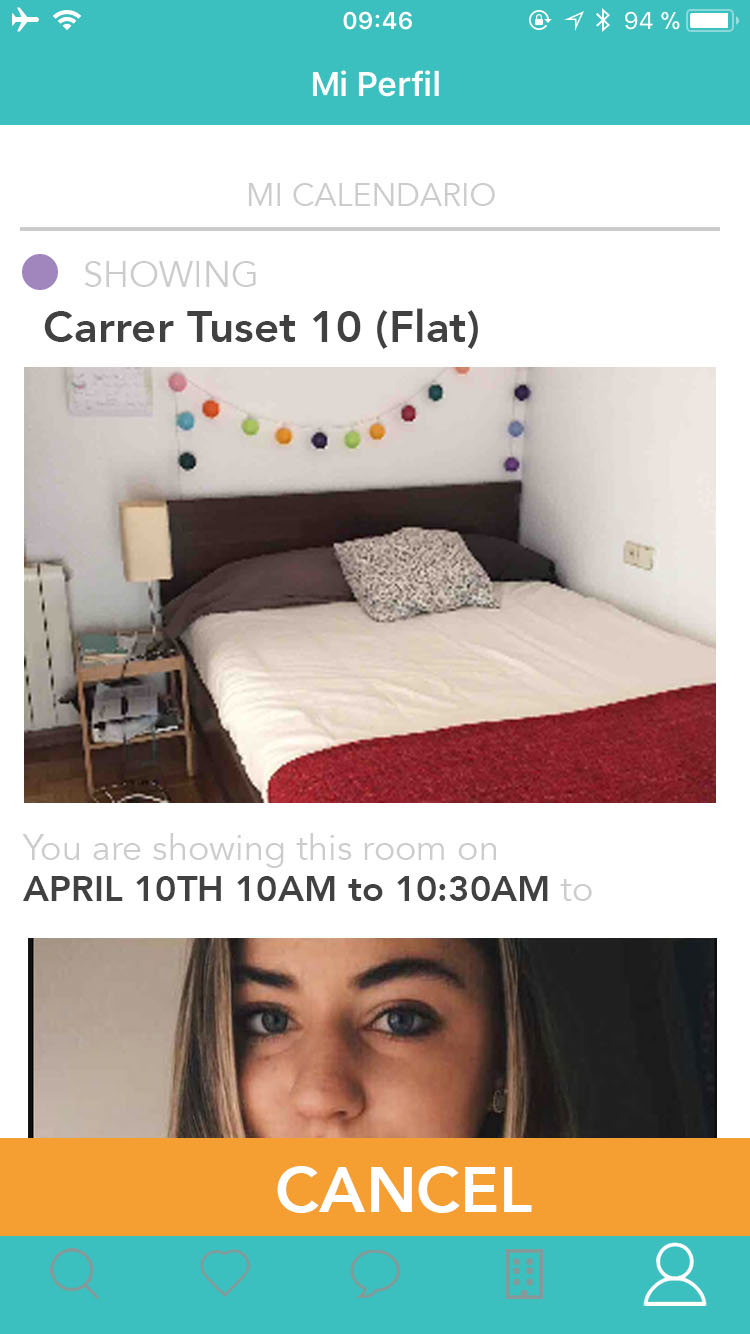 09:46
94 %
Mi Perfil
MI CALENDARIO
SHOWING
Carrer Tuset 10 (Flat)
You are showing this room on
APRIL 10TH 10AM to 10:30AM to
CANCEL